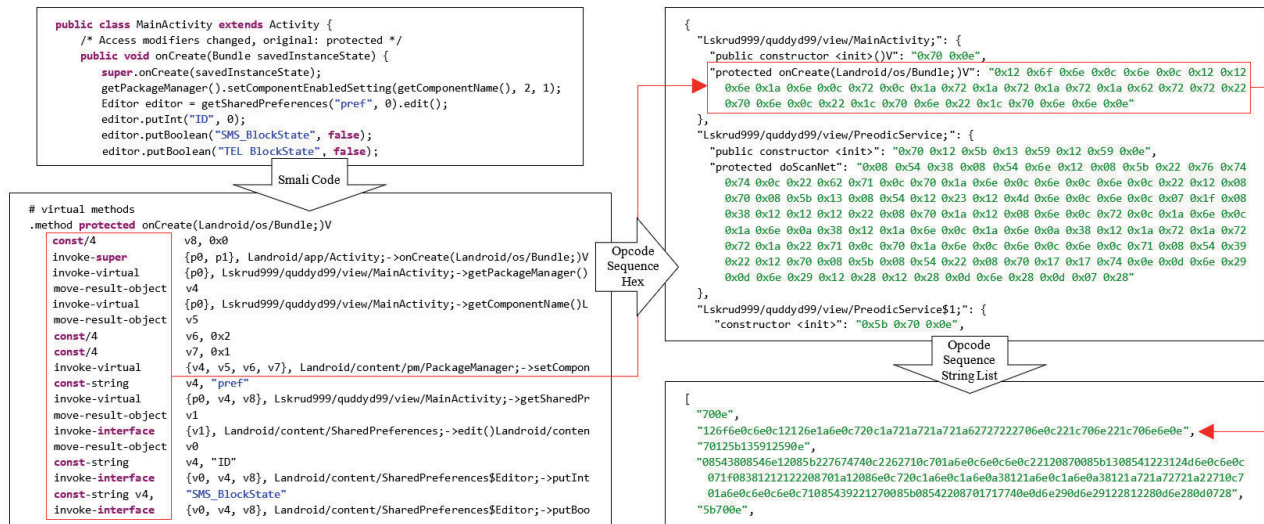 public class MainActivity extends Activity {
/* Access modifiers changed, original: protected */
public void onCreate(Bundle savedInstanceState) {
super.onCreate(savedInstanceState);
getPackageManager().setComponentEnabledSetting(getComponentName(), 2, 1);
Editor editor = getSharedPreferences("pref", 0).edit();
editor.putInt("ID", 0);
editor.putBoolean("SMS_BlockState", false);
editor.putBoolean("TEL BlockState", false);
Smali Code
# virtual methods
.method protected onCreate(Landroid/os/Bundle;)V
const/4 v8, 0x0
invoke-super {p0, p1}, Landroid/app/Activity;->onCreate(Landroid/os/Bundle;)V
invoke-virtual {p0}, Lskrud999/quddyd99/view/MainActivity;->getPackageManager()
move-result-object v4
invoke-virtual {p0}, Lskrud999/quddyd99/view/MainActivity;->getComponentName()L
move-result-object v5
const/4 v6, 0x2
const/4 v7, 0x1
invoke-virtual {v4, v5, v6, v7}, Landroid/content/pm/PackageManager;->setCompon
const-string v4, "pref"
invoke-virtual {p0, v4, v8}, Lskrud999/quddyd99/view/MainActivity;->getSharedPr
move-result-object v1
invoke-interface {v1}, Landroid/content/SharedPreferences;->edit()Landroid/conten
move-result-object v0
const-string v4, "ID"
invoke-interface {v0, v4, v8}, Landroid/content/SharedPreferences$Editor;->putInt
const-string v4, "SMS_BlockState"
invoke-interface {v0, v4, v8}, Landroid/content/SharedPreferences$Editor;->putBoo
Opcode
Sequence
Hex
{
"Lskrud999/quddyd99/view/MainActivity;": {
"public constructor <init>()V": "0x70 0x0e",
"protected onCreate(Landroid/os/Bundle;)V": "0x12 0x6f 0x6e 0x0c 0x6e 0x0c 0x12 0x12
0x6e 0x1a 0x6e 0x0c 0x72 0x0c 0x1a 0x72 0x1a 0x72 0x1a 0x72 0x1a 0x62 0x72 0x72 0x22
0x70 0x6e 0x0c 0x22 0x1c 0x70 0x6e 0x22 0x1c 0x70 0x6e 0x6e 0x0e"
},
"Lskrud999/quddyd99/view/PreodicService;": {
"public constructor <init>": "0x70 0x12 0x5b 0x13 0x59 0x12 0x59 0x0e",
"protected doScanNet": "0x08 0x54 0x38 0x08 0x54 0x6e 0x12 0x08 0x5b 0x22 0x76 0x74
0x74 0x0c 0x22 0x62 0x71 0x0c 0x70 0x1a 0x6e 0x0c 0x6e 0x0c 0x6e 0x0c 0x22 0x12 0x08
0x70 0x08 0x5b 0x13 0x08 0x54 0x12 0x23 0x12 0x4d 0x6e 0x0c 0x6e 0x0c 0x07 0x1f 0x08
0x38 0x12 0x12 0x12 0x22 0x08 0x70 0x1a 0x12 0x08 0x6e 0x0c 0x72 0x0c 0x1a 0x6e 0x0c
0x1a 0x6e 0x0a 0x38 0x12 0x1a 0x6e 0x0c 0x1a 0x6e 0x0a 0x38 0x12 0x1a 0x72 0x1a 0x72
0x72 0x1a 0x22 0x71 0x0c 0x70 0x1a 0x6e 0x0c 0x6e 0x0c 0x6e 0x0c 0x71 0x08 0x54 0x39
0x22 0x12 0x70 0x08 0x5b 0x08 0x54 0x22 0x08 0x70 0x17 0x17 0x74 0x0e 0x0d 0x6e 0x29
0x0d 0x6e 0x29 0x12 0x28 0x12 0x28 0x0d 0x6e 0x28 0x0d 0x07 0x28"
},
"Lskrud999/quddyd99/view/PreodicService$1;": {
"constructor <init>": "0x5b 0x70 0x0e",
Opcode
Sequence
String List
[
"700e",
"126f6e0c6e0c12126e1a6e0c720c1a721a721a721a62727222706e0c221c706e221c706e6e0e",
"70125b135912590e",
"08543808546e12085b227674740c2262710c701a6e0c6e0c6e0c22120870085b1308541223124d6e0c6e0c
071f08381212122208701a12086e0c720c1a6e0c1a6e0a38121a6e0c1a6e0a38121a721a72721a22710c7
01a6e0c6e0c6e0c71085439221270085b08542208701717740e0d6e290d6e29122812280d6e280d0728",
"5b700e",